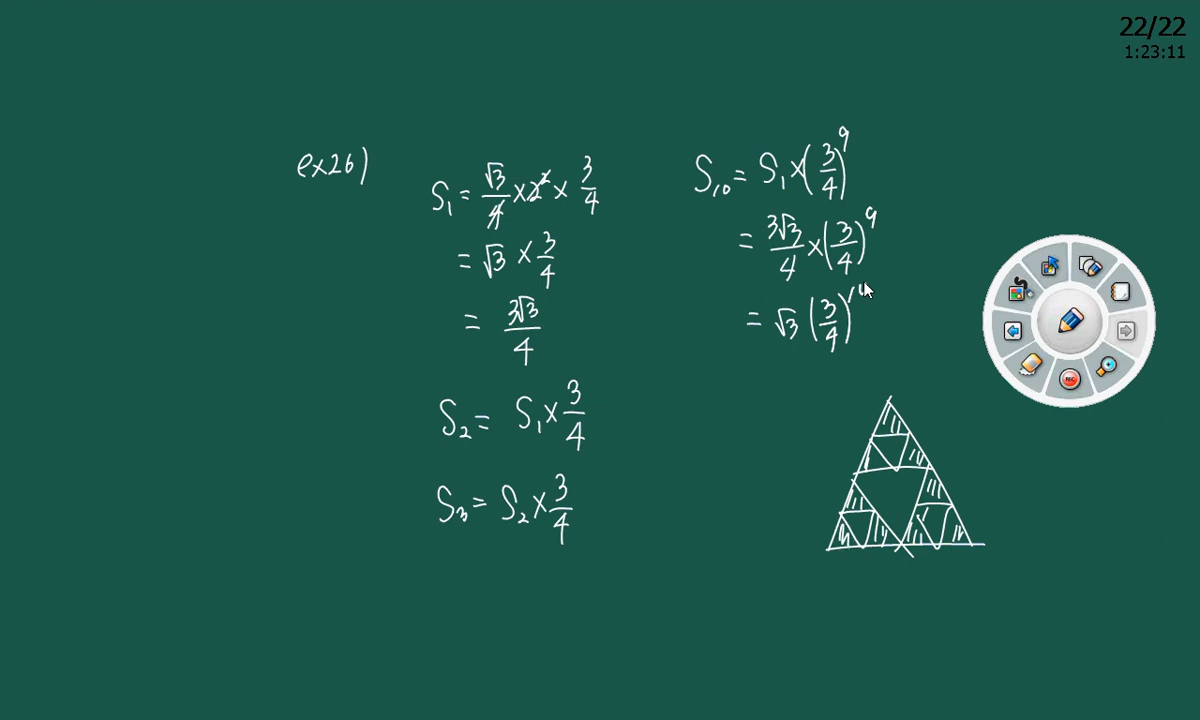 22/22
1:23:11
ex26)
S₁ = √3/4 × 2² × 3/4
= √3 × 3/4
= 3√3/4
S₂ = S₁ × 3/4
S₃ = S₂ × 3/4
S₁₀ = S₁ × (3/4)⁹
= 3√3/4 × (3/4)⁹
= √3 (3/4)¹⁰
REC